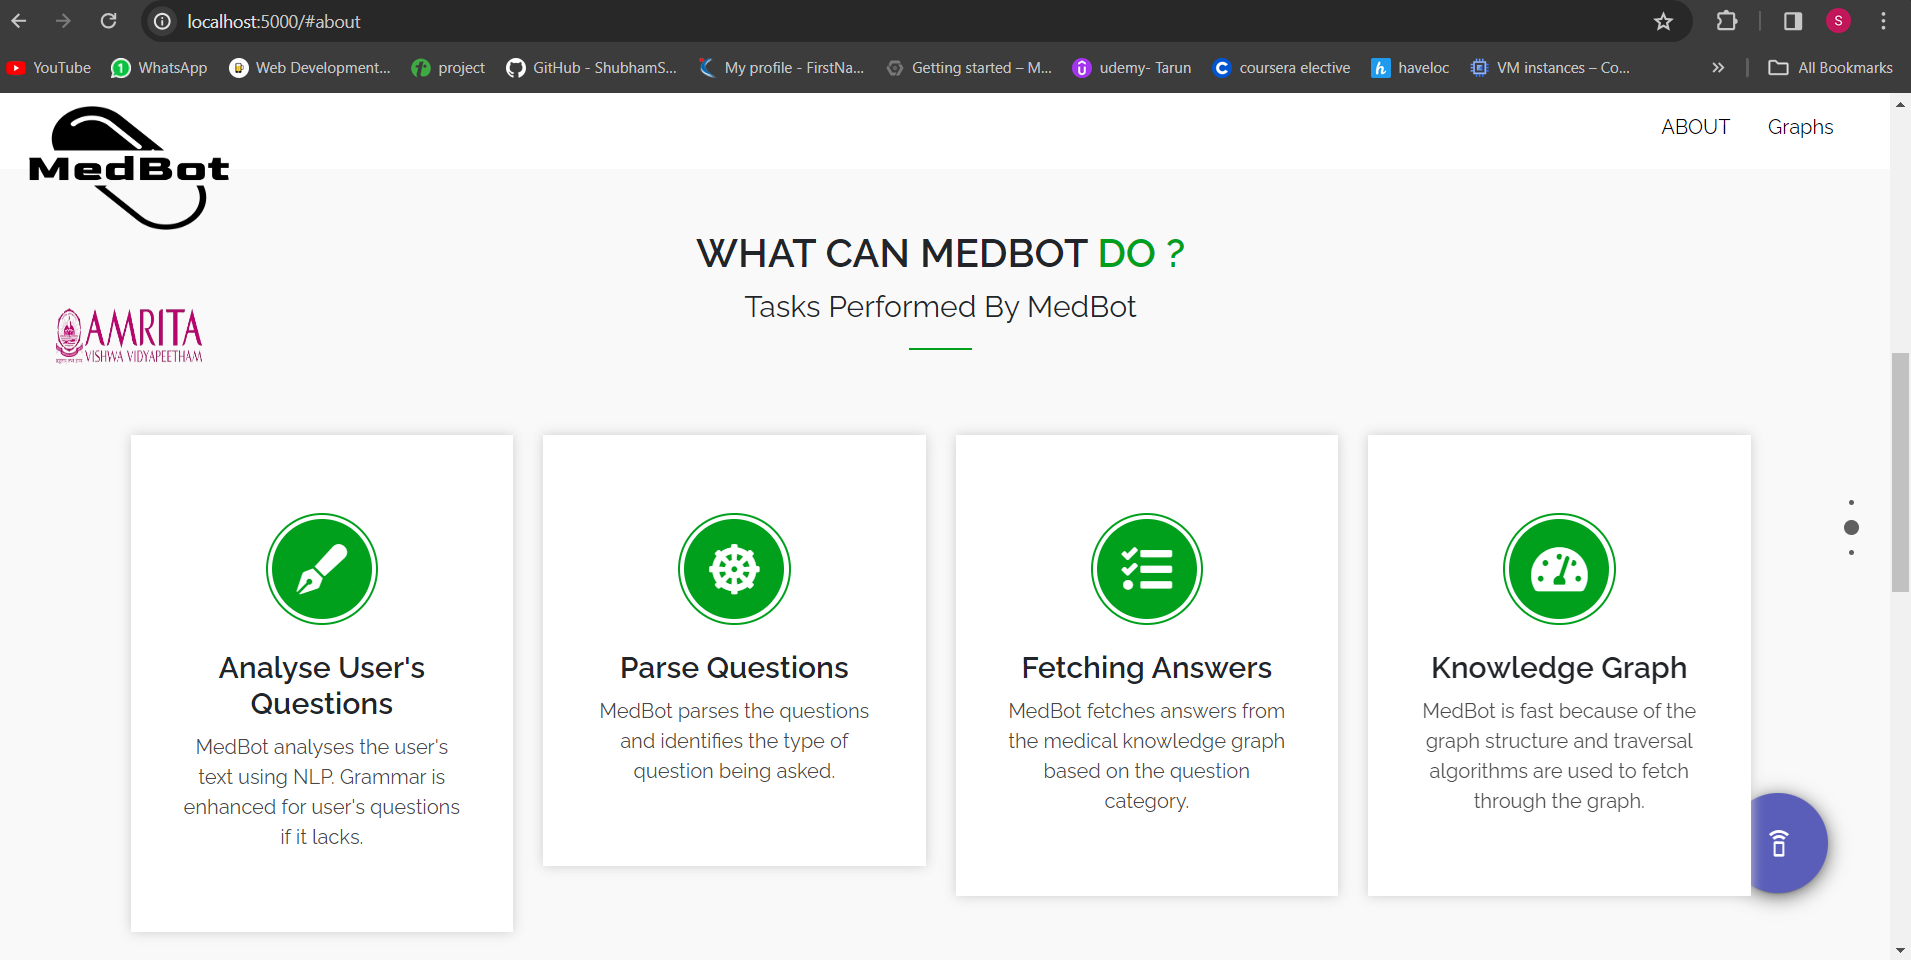 localhost:5000/#about
YouTube
WhatsApp
Web Development...
project
GitHub - ShubhamS...
My profile - FirstNa...
Getting started – M...
udemy- Tarun
coursera elective
haveloc
VM instances – Co...
All Bookmarks
S
MedBot
ABOUT
Graphs
WHAT CAN MEDBOT DO ?
Tasks Performed By MedBot
AMRITA
VISHWA VIDYAPEETHAM
Analyse User's
Questions
MedBot analyses the user's
text using NLP. Grammar is
enhanced for user's questions
if it lacks.
Parse Questions
MedBot parses the questions
and identifies the type of
question being asked.
Fetching Answers
MedBot fetches answers from
the medical knowledge graph
based on the question
category.
Knowledge Graph
MedBot is fast because of the
graph structure and traversal
algorithms are used to fetch
through the graph.